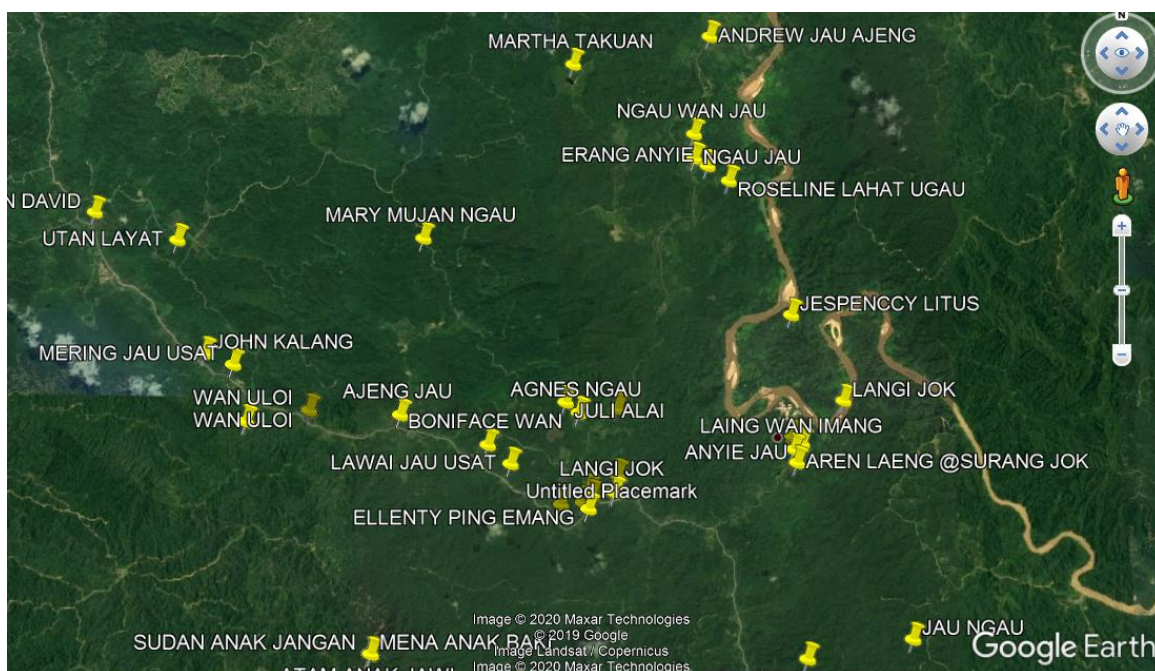 N
MARTHA TAKUAN
ANDREW JAU AJENG
NGAU WAN JAU
ERANG ANYIE
NGAU JAU
ROSELINE LAHAT UGAU
N DAVID
UTAN LAYAT
MARY MUJAN NGAU
JESPENCCY LITUS
JOHN KALANG
MERING JAU USAT
WAN ULOI
WAN ULOI
AJENG JAU
AGNES NGAU
JULI ALAI
LANGI JOK
BONIFACE WAN
LAING WAN IMANG
ANYIE JAU
AREN LAENG @SURANG JOK
LAWAI JAU USAT
LANGI JOK
Untitled Placemark
ELLENTY PING EMANG
JAU NGAU
SUDAN ANAK JANGAN
MENA ANAK BAKI
ATAM ANAK JAWI
Image © 2020 Maxar Technologies
© 2019 Google
Image Landsat / Copernicus
Image © 2020 Maxar Technologies
Google Earth